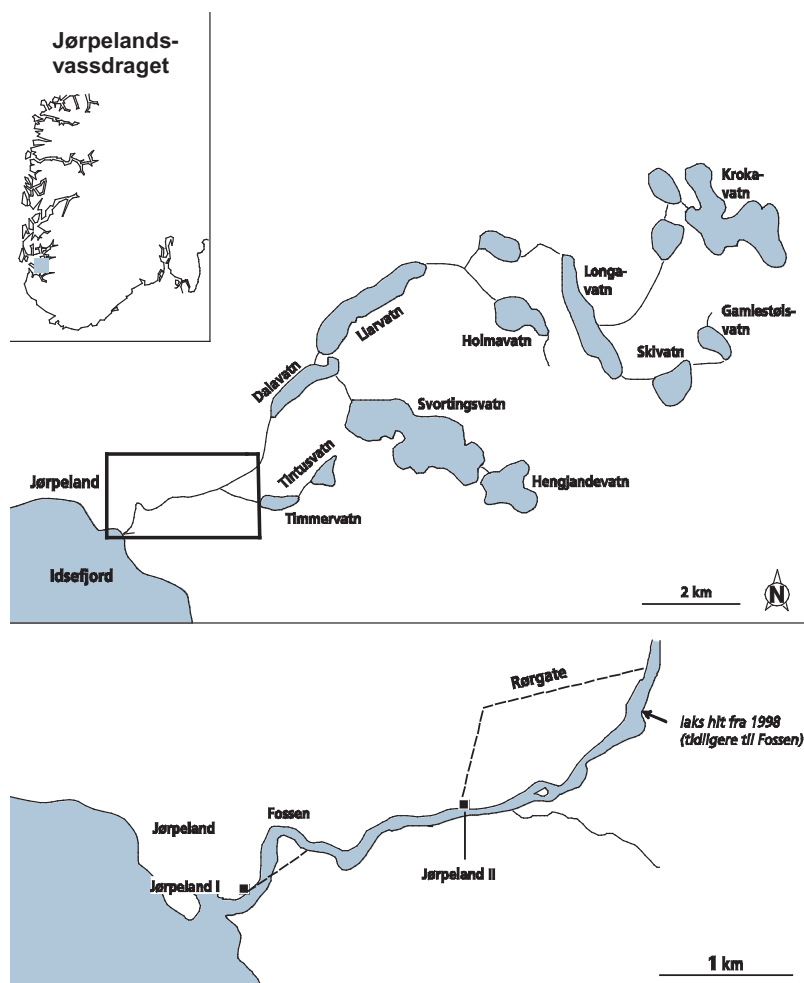 Jørpelands-
vassdraget
Kroka-
vatn
Longa-
vatn
Gamlestøls-
vatn
Liarvatn
Holmavatn
Skivatn
Dalavatn
Svortingsvatn
Tintusvatn
Jørpeland
Hengjandevatn
Timmervatn
Idsefjord
2 km
N
Rørgate
laks hit fra 1998
(tidligere til Fossen)
Fossen
Jørpeland
Jørpeland II
Jørpeland I
1 km